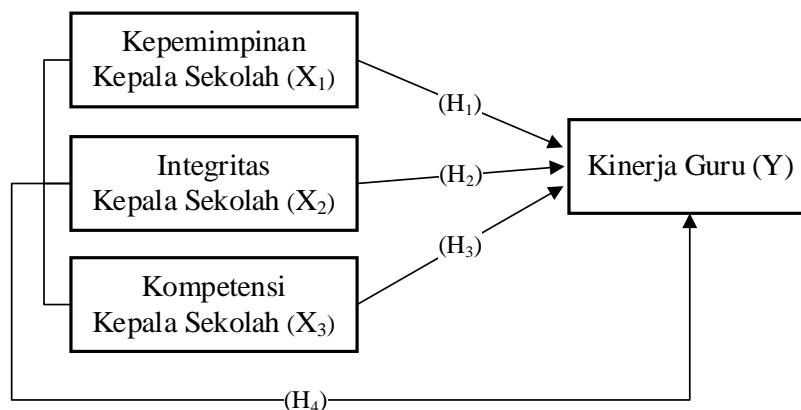 Kepemimpinan
Kepala Sekolah (X₁)
(H₁)
Integritas
Kepala Sekolah (X₂)
(H₂)
Kinerja Guru (Y)
Kompetensi
Kepala Sekolah (X₃)
(H₃)
(H₄)